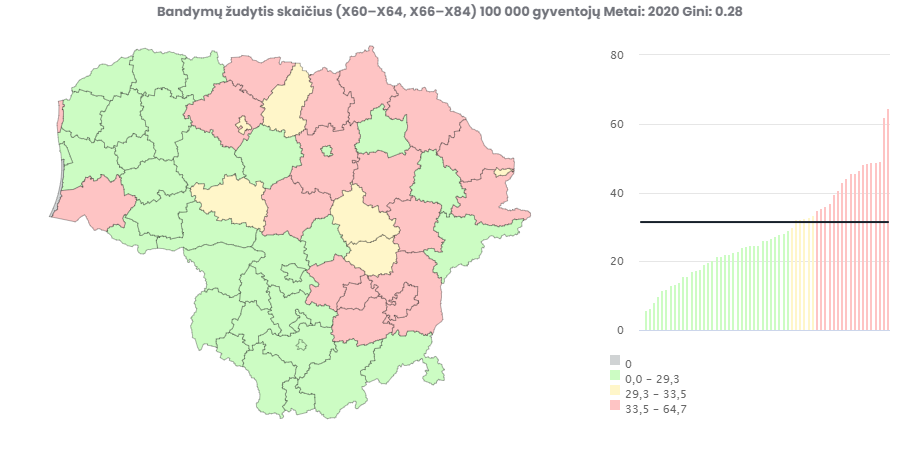 Bandymų žudytis skaičius (X60–X64, X66–X84) 100 000 gyventojų Metai: 2020 Gini: 0.28
80
60
40
20
0
0
0,0 – 29,3
29,3 – 33,5
33,5 – 64,7